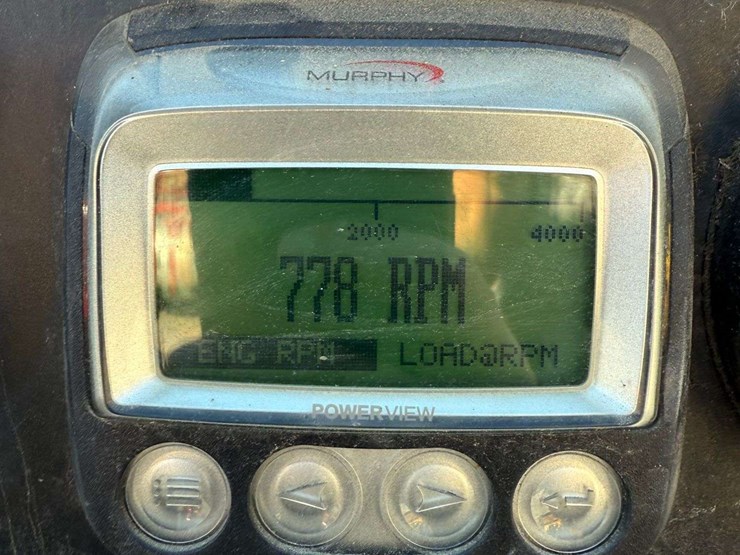 MURPHY
2000 4000
778 RPM
ENG RPM LOAD@RPM
POWERVIEW